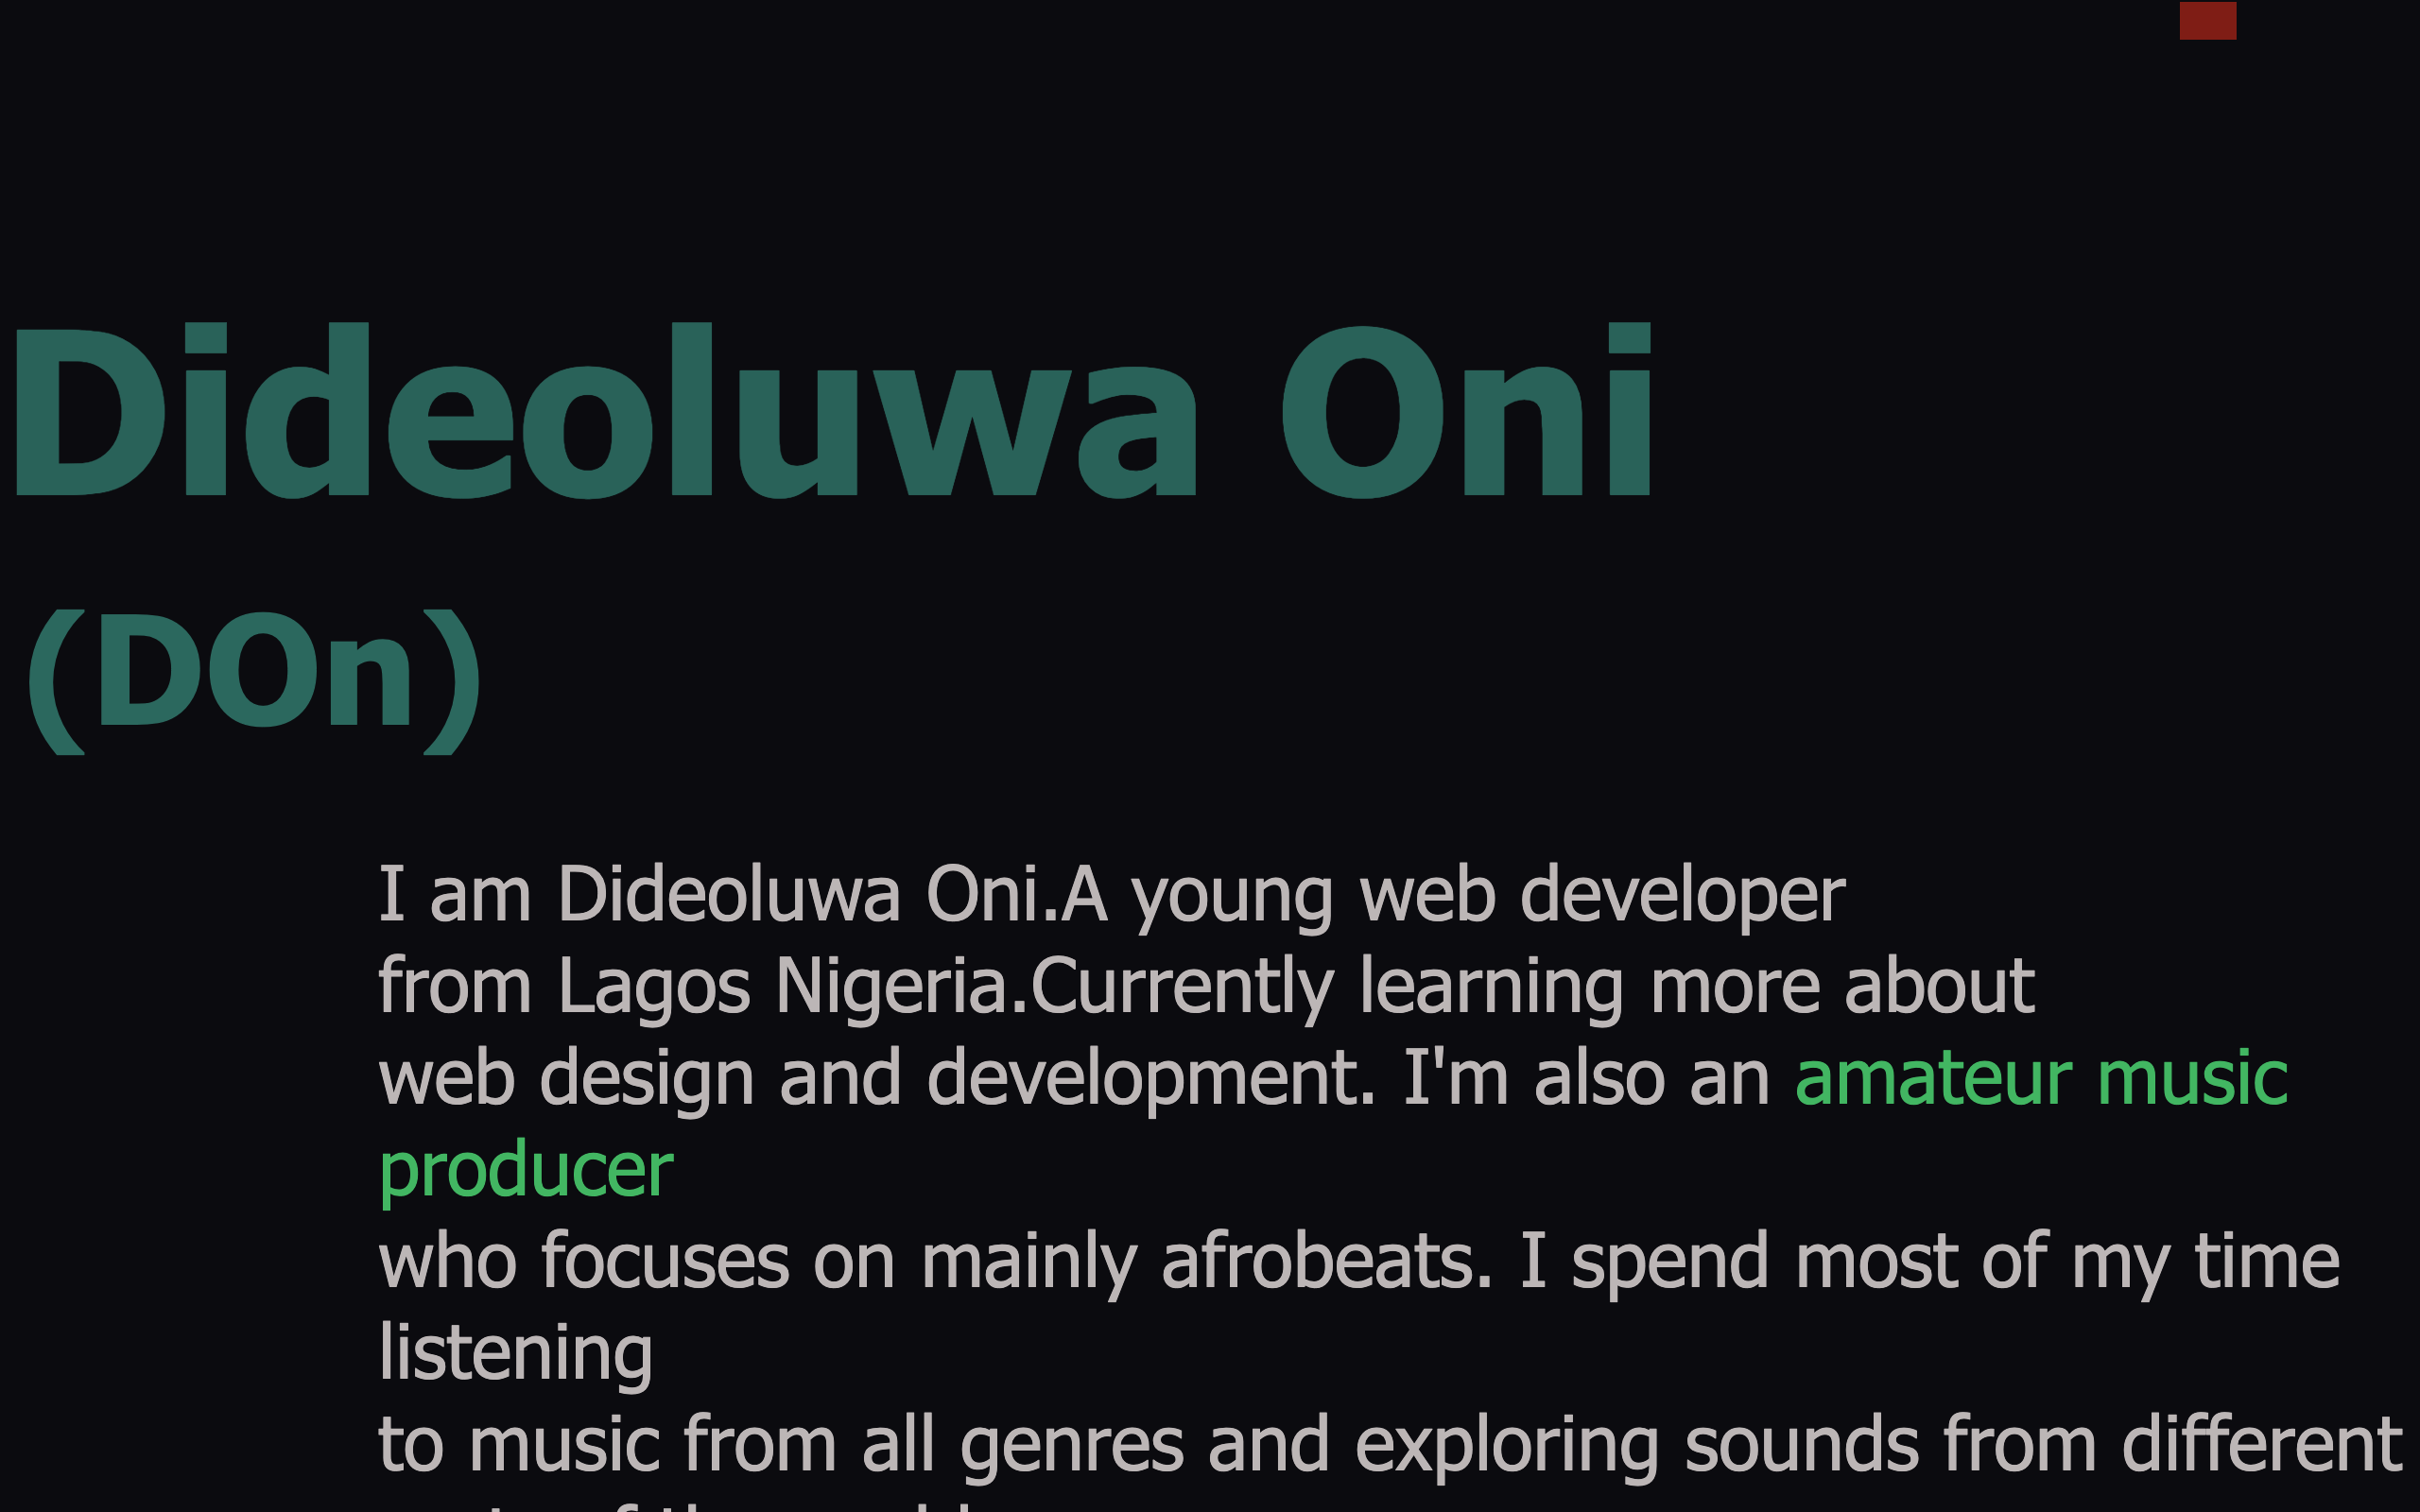 Dideoluwa Oni
(DOn)
I am Dideoluwa Oni.A young web developer
from Lagos Nigeria.Currently learning more about
web design and development. I'm also an amateur music
producer
who focuses on mainly afrobeats. I spend most of my time
listening
to music from all genres and exploring sounds from different